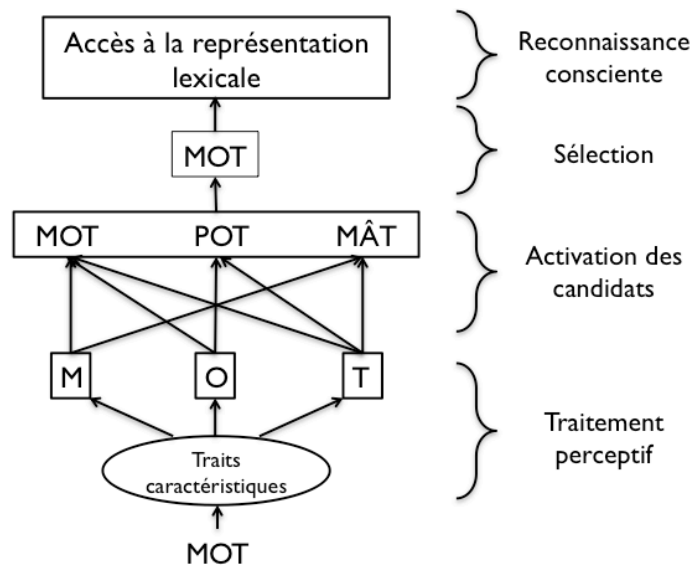 Accès à la représentation
lexicale
Reconnaissance
consciente
MOT
Sélection
MOT POT MÂT
Activation des
candidats
M O T
Traits
caractéristiques
Traitement
perceptif
MOT